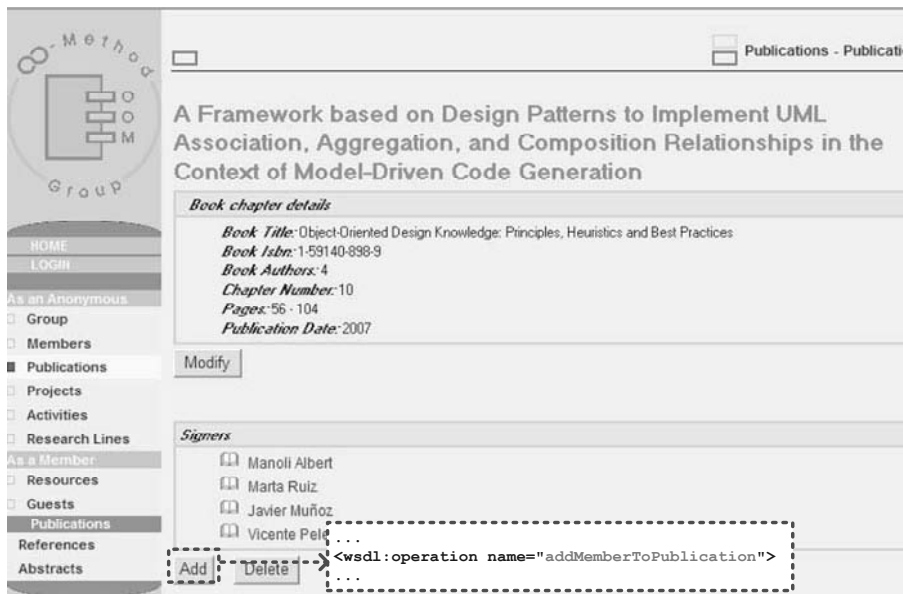 OO-Method
O
O
M
Group
Publications - Publicati
A Framework based on Design Patterns to Implement UML
Association, Aggregation, and Composition Relationships in the
Context of Model-Driven Code Generation
Book chapter details
Book Title: Object-Oriented Design Knowledge: Principles, Heuristics and Best Practices
Book Isbn: 1-59140-898-9
Book Authors: 4
Chapter Number: 10
Pages: 56 - 104
Publication Date: 2007
Modify
HOME
LOGIN
As an Anonymous
Group
Members
Publications
Projects
Activities
Research Lines
As a Member
Resources
Guests
Publications
References
Abstracts
Signers
Manoli Albert
Marta Ruiz
Javier Muñoz
Vicente Pele
Add
Delete
...
<wsdl:operation name="addMemberToPublication">
...